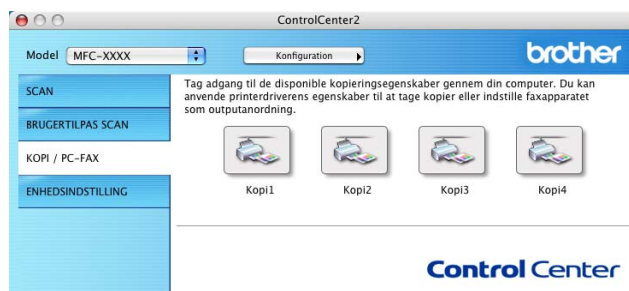 ControlCenter2
Model MFC-XXXX Konfiguration brother
SCAN
BRUGERTILPAS SCAN
KOPI / PC-FAX
ENHEDSINDSTILLING
Tag adgang til de disponible kopieringsegenskaber gennem din computer. Du kan
anvende printerdriverens egenskaber til at tage kopier eller indstille faxapparatet
som outputanordning.
Kopi1 Kopi2 Kopi3 Kopi4
Control Center